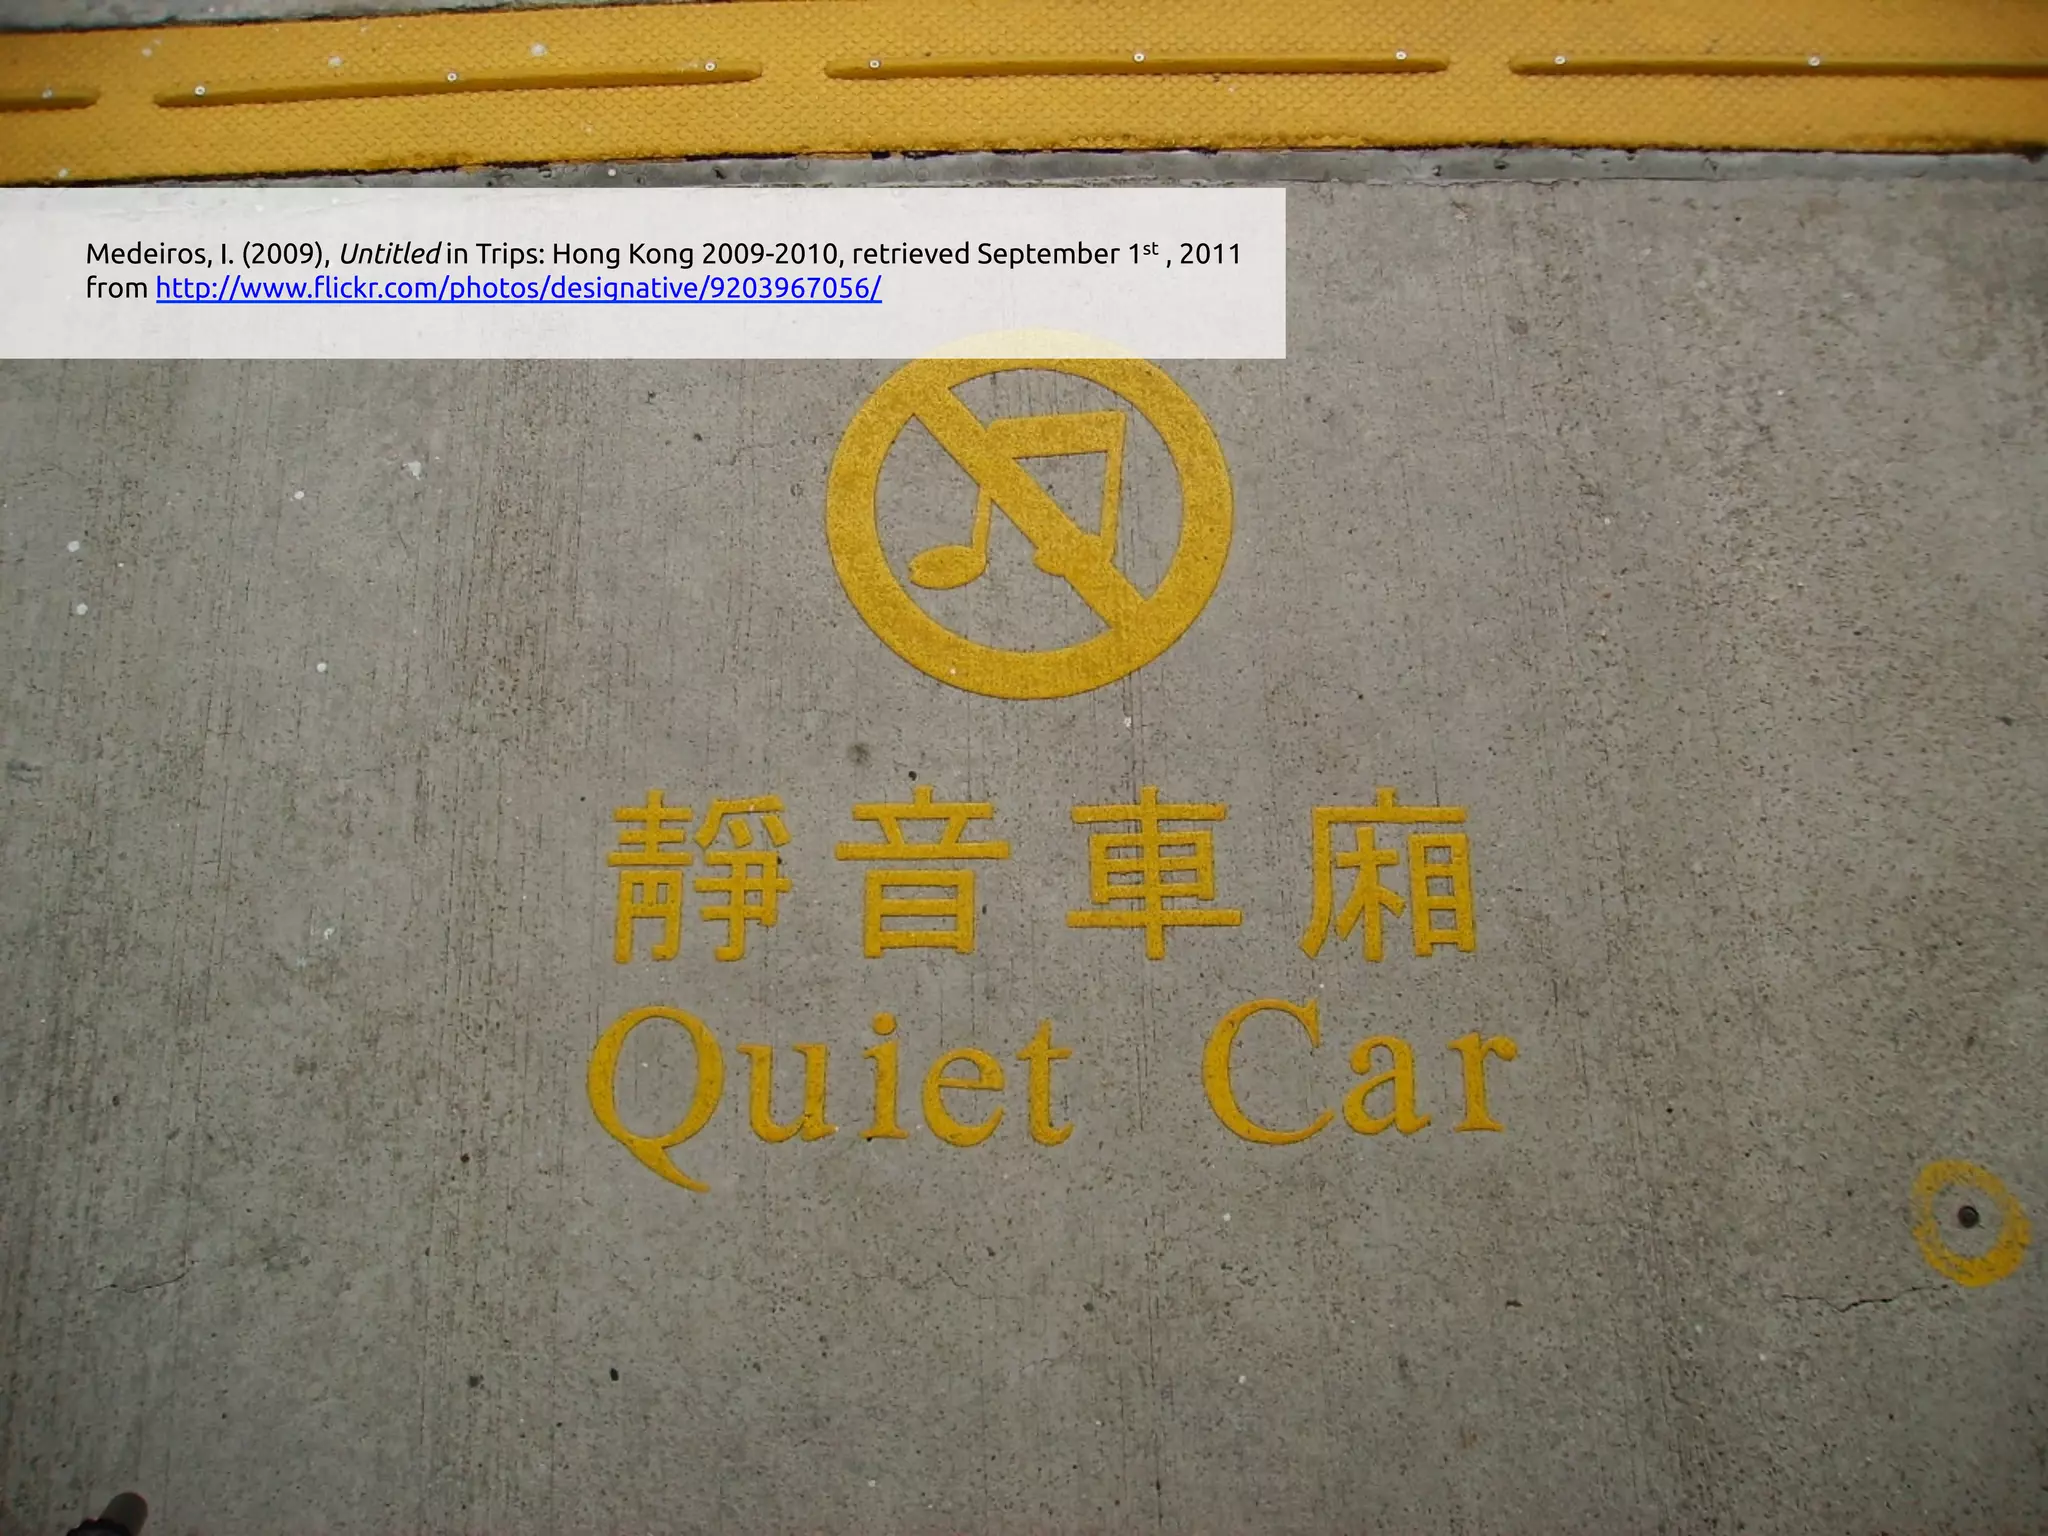 Medeiros, I. (2009), Untitled in Trips: Hong Kong 2009-2010, retrieved September 1st , 2011
from http://www.flickr.com/photos/designative/9203967056/
靜音車廂
Quiet Car